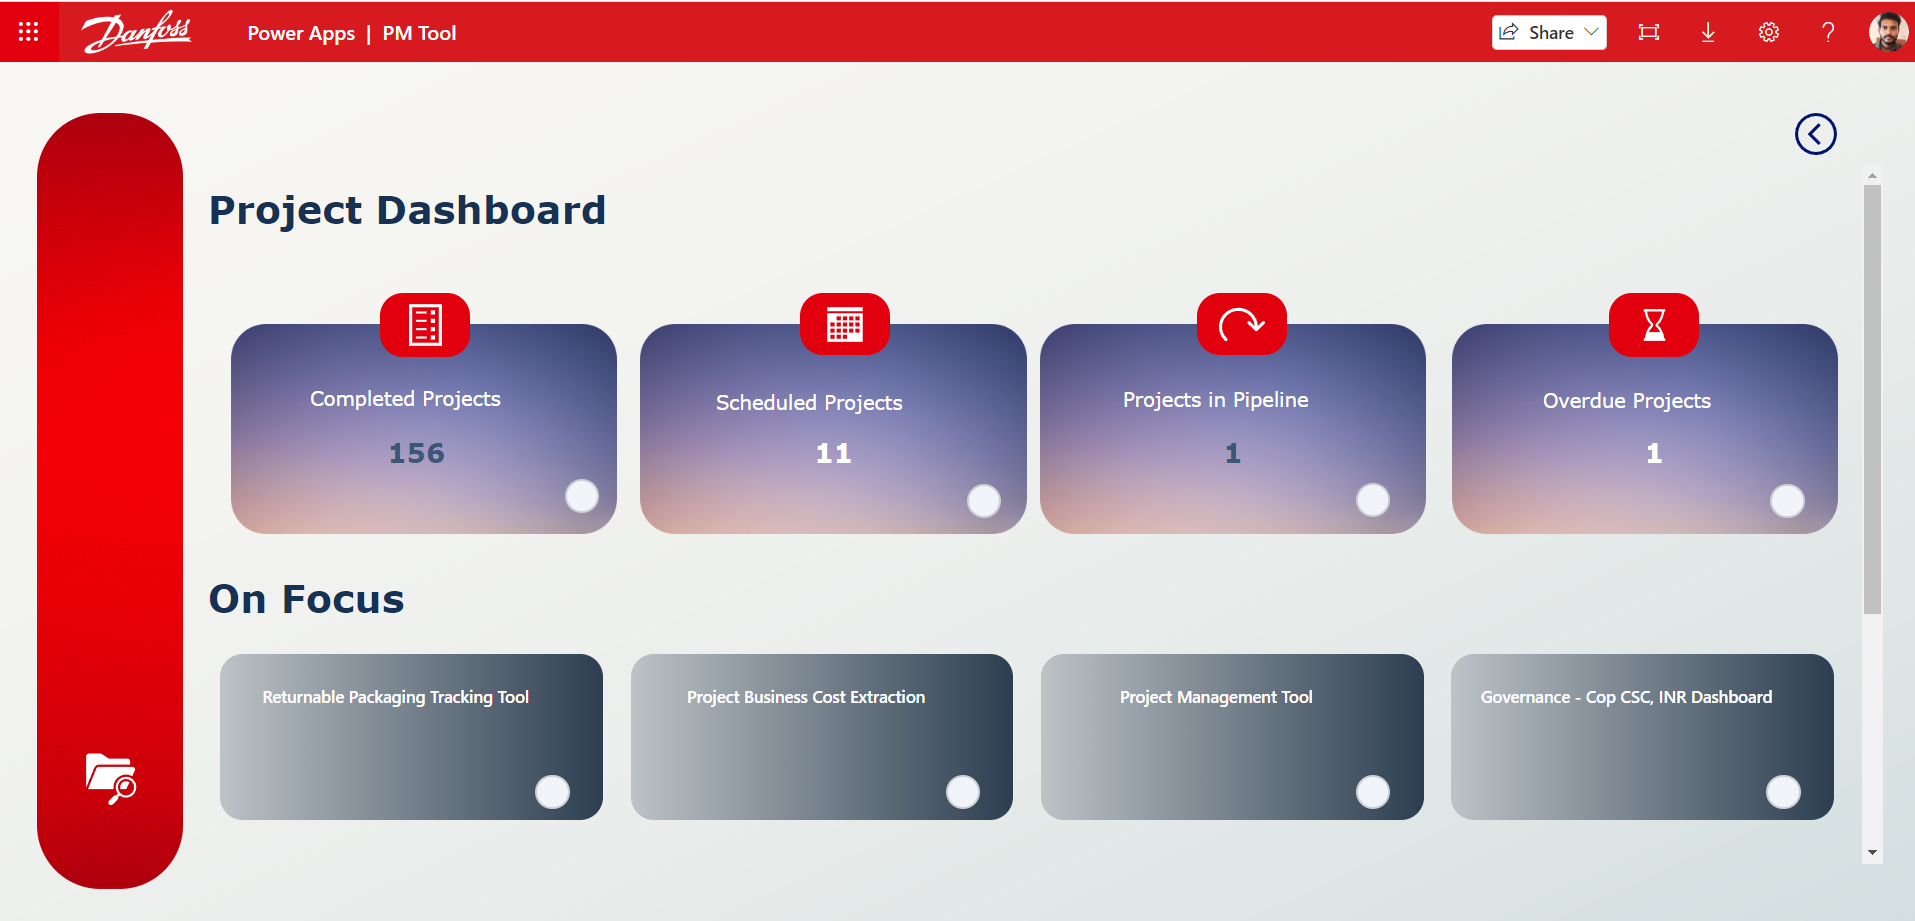 Danfoss
Power Apps | PM Tool
Share
?
Project Dashboard
Completed Projects
156
Scheduled Projects
11
Projects in Pipeline
1
Overdue Projects
1
On Focus
Returnable Packaging Tracking Tool
Project Business Cost Extraction
Project Management Tool
Governance - Cop CSC, INR Dashboard